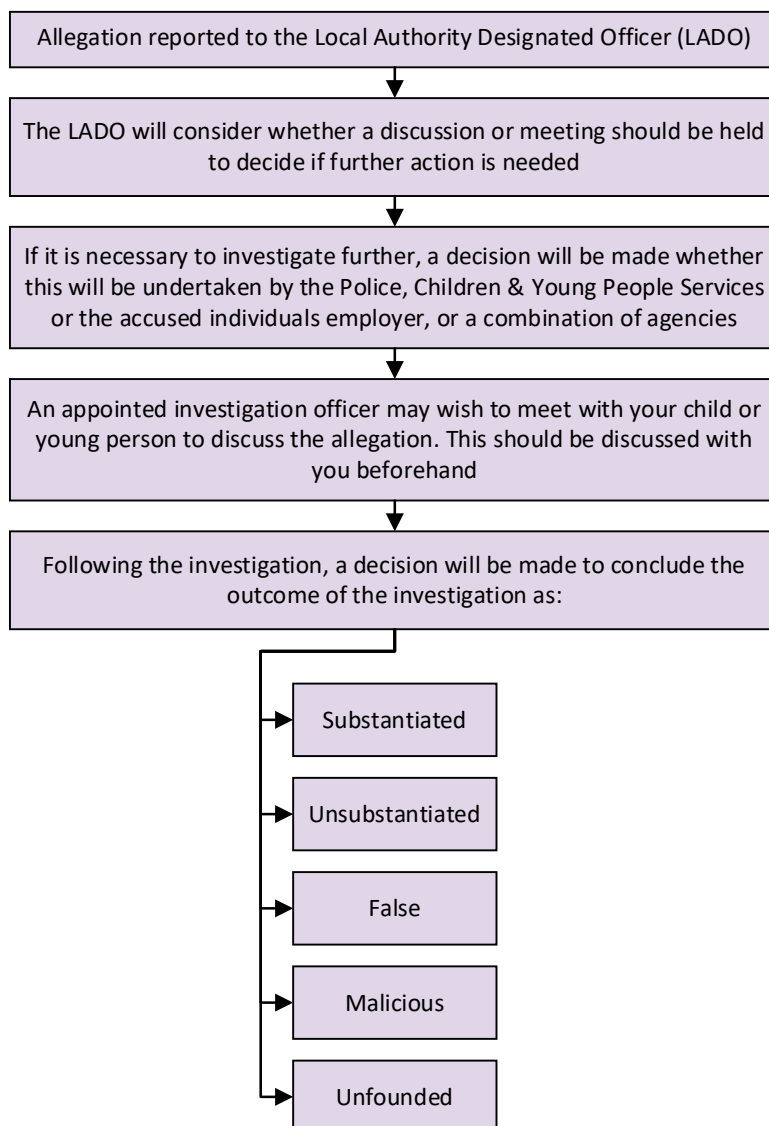 Allegation reported to the Local Authority Designated Officer (LADO)
The LADO will consider whether a discussion or meeting should be held
to decide if further action is needed
If it is necessary to investigate further, a decision will be made whether
this will be undertaken by the Police, Children & Young People Services
or the accused individuals employer, or a combination of agencies
An appointed investigation officer may wish to meet with your child or
young person to discuss the allegation. This should be discussed with
you beforehand
Following the investigation, a decision will be made to conclude the
outcome of the investigation as:
Substantiated
Unsubstantiated
False
Malicious
Unfounded